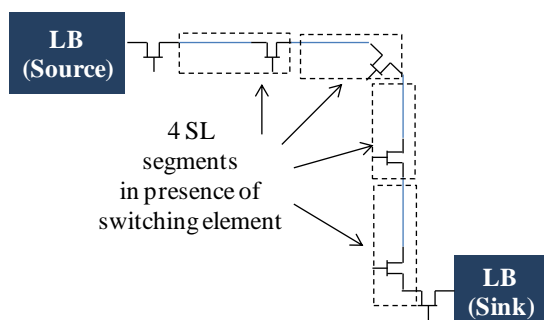 LB
(Source)
4 SL
segments
in presence of
switching element
LB
(Sink)